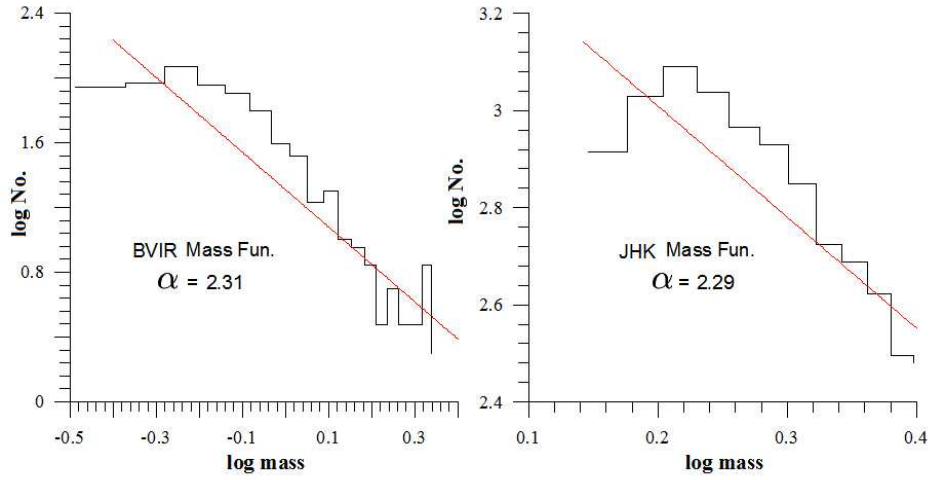 2.4
1.6
0.8
0
log No.
BVIR Mass Fun.
α = 2.31
-0.5
-0.3
-0.1
0.1
0.3
log mass
3.2
3
2.8
2.6
2.4
log No.
JHK Mass Fun.
α = 2.29
0.1
0.2
0.3
0.4
log mass